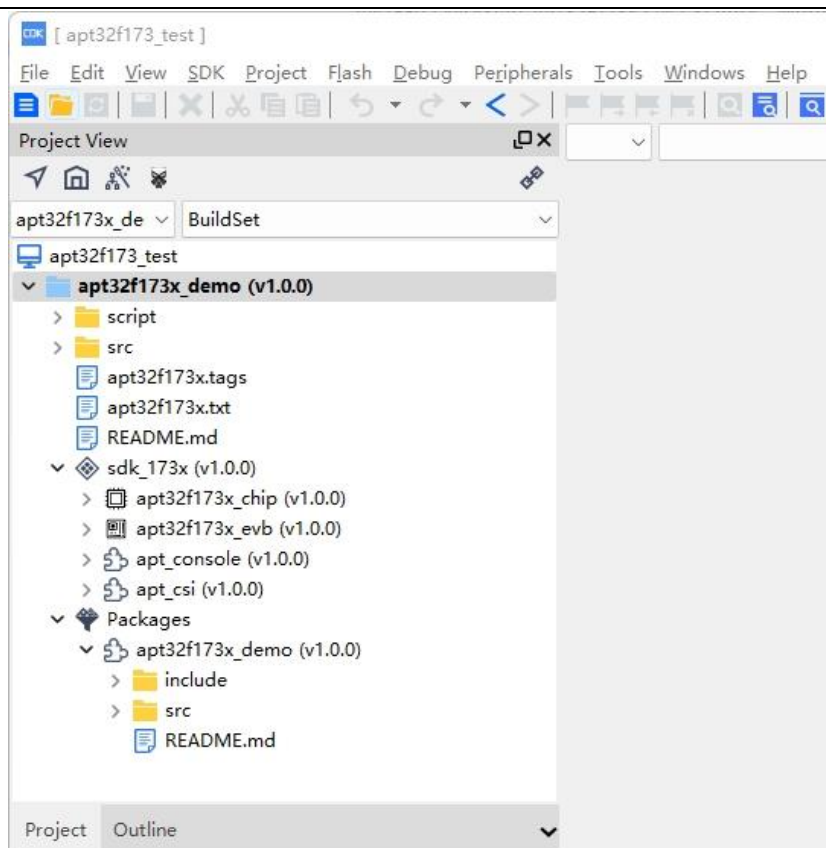 CDK [ apt32f173_test ]
File Edit View SDK Project Flash Debug Peripherals Tools Windows Help
Project View
apt32f173x_de BuildSet
apt32f173_test
apt32f173x_demo (v1.0.0)
script
src
apt32f173x.tags
apt32f173x.txt
README.md
sdk_173x (v1.0.0)
apt32f173x_chip (v1.0.0)
apt32f173x_evb (v1.0.0)
apt_console (v1.0.0)
apt_csi (v1.0.0)
Packages
apt32f173x_demo (v1.0.0)
include
src
README.md
Project Outline